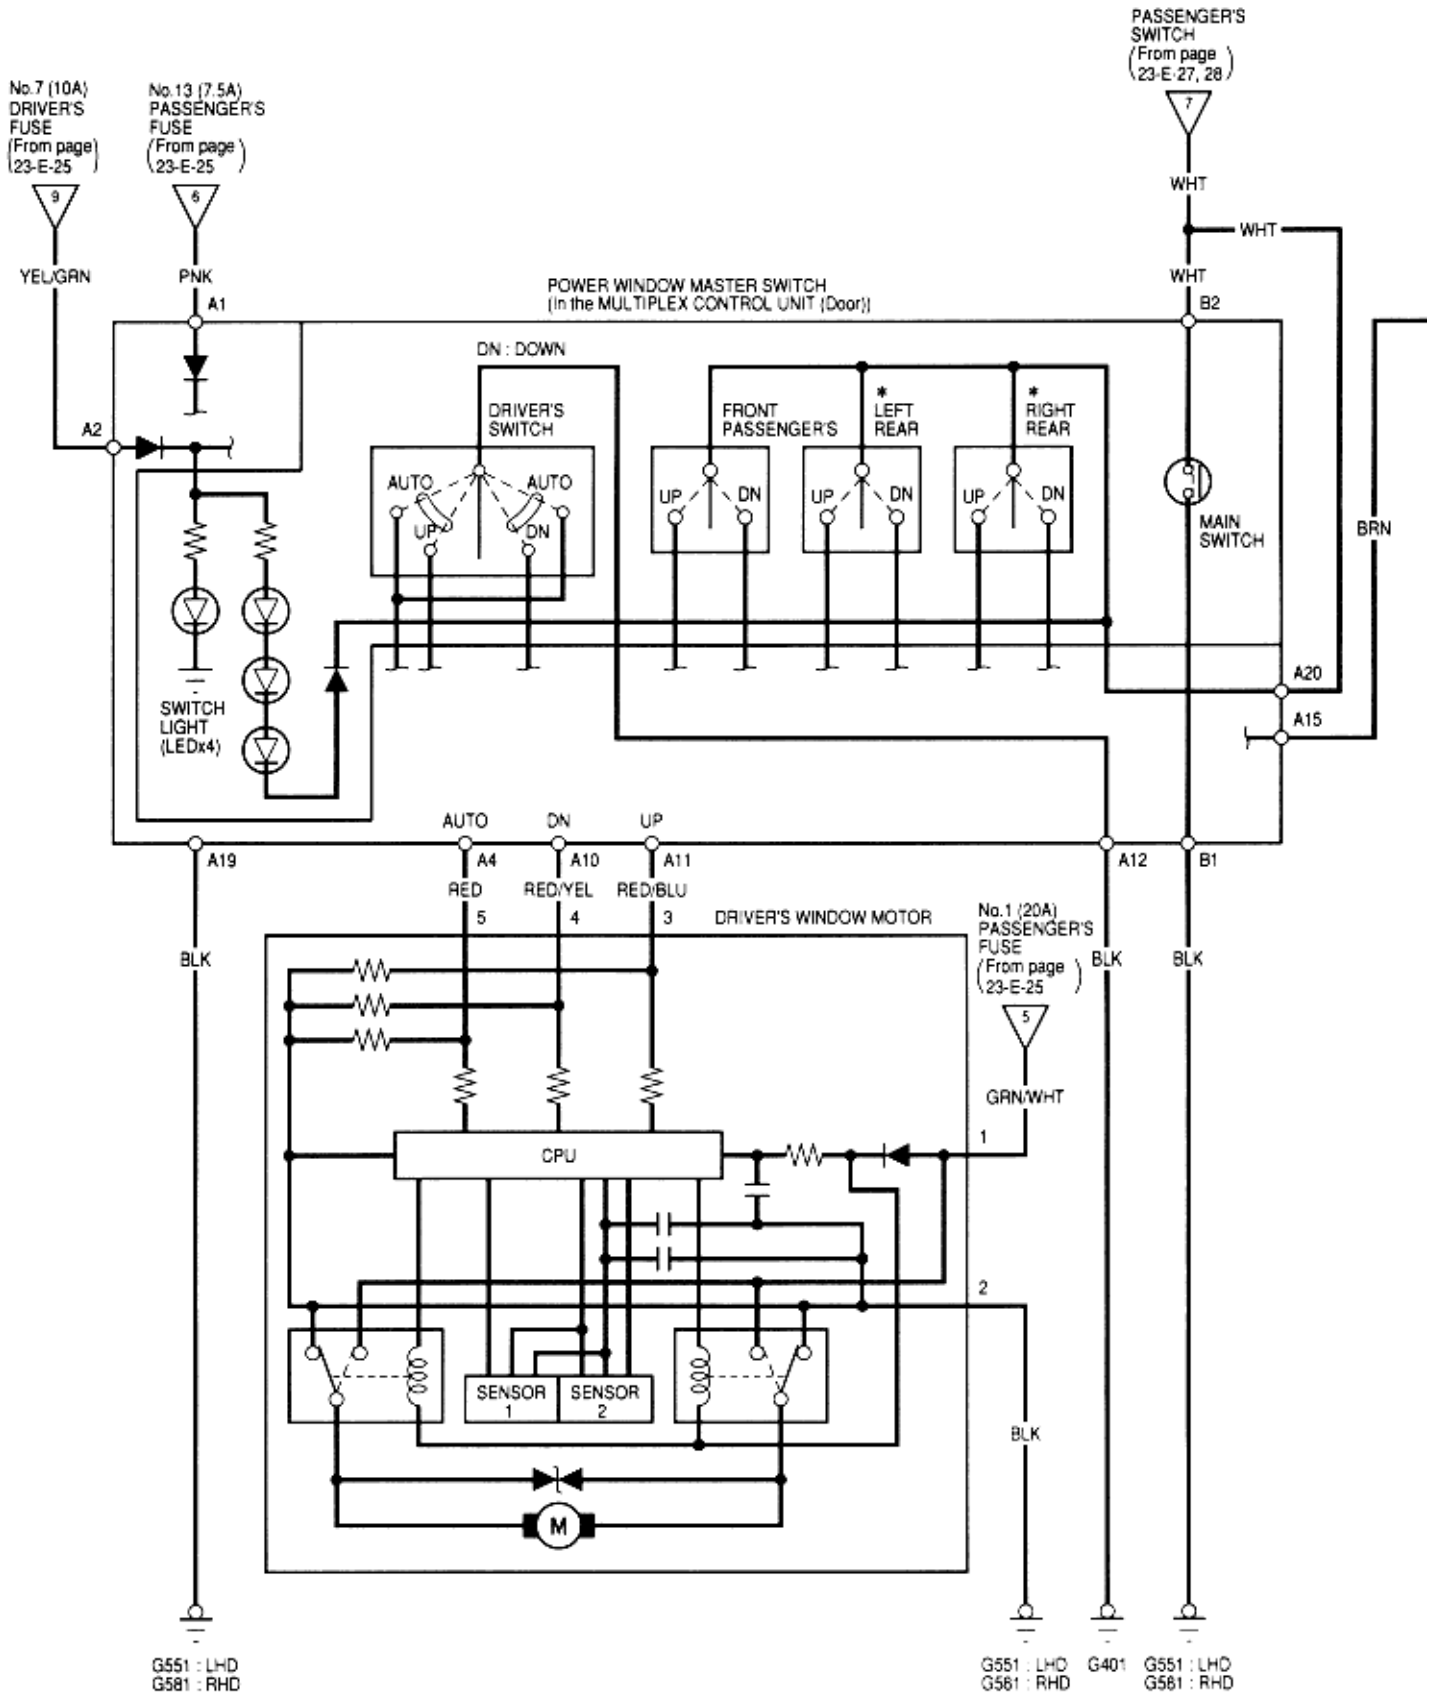 PASSENGER'S
SWITCH
(From page
23-E-27, 28)
7
No.7 (10A)
DRIVER'S
FUSE
(From page
23-E-25)
9
No.13 (7.5A)
PASSENGER'S
FUSE
(From page
23-E-25)
6
WHT
WHT
YEL/GRN
PNK
WHT
A1
POWER WINDOW MASTER SWITCH
(In the MULTIPLEX CONTROL UNIT (Door))
B2
DN : DOWN
DRIVER'S
SWITCH
FRONT
PASSENGER'S
*
LEFT
REAR
*
RIGHT
REAR
A2
AUTO
AUTO
UP
DN
UP
DN
UP
DN
UP
DN
MAIN
SWITCH
BRN
SWITCH
LIGHT
(LEDx4)
A20
A15
AUTO
DN
UP
A19
A4
A10
A11
A12
B1
RED
RED/YEL
RED/BLU
5
4
3
DRIVER'S WINDOW MOTOR
No.1 (20A)
PASSENGER'S
FUSE
(From page
23-E-25)
5
BLK
BLK
BLK
GRN/WHT
1
CPU
2
SENSOR
1
SENSOR
2
BLK
M
G551 : LHD
G581 : RHD
G551 : LHD
G581 : RHD
G401
G551 : LHD
G581 : RHD